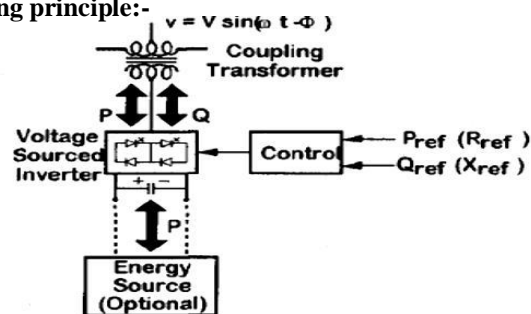 ng principle:-
v = V sin(ω t -Φ )
Coupling
Transformer
P
Q
Voltage
Sourced
Inverter
Control
Pref (Rref )
Qref (Xref )
+ −
P
Energy
Source
(Optional)